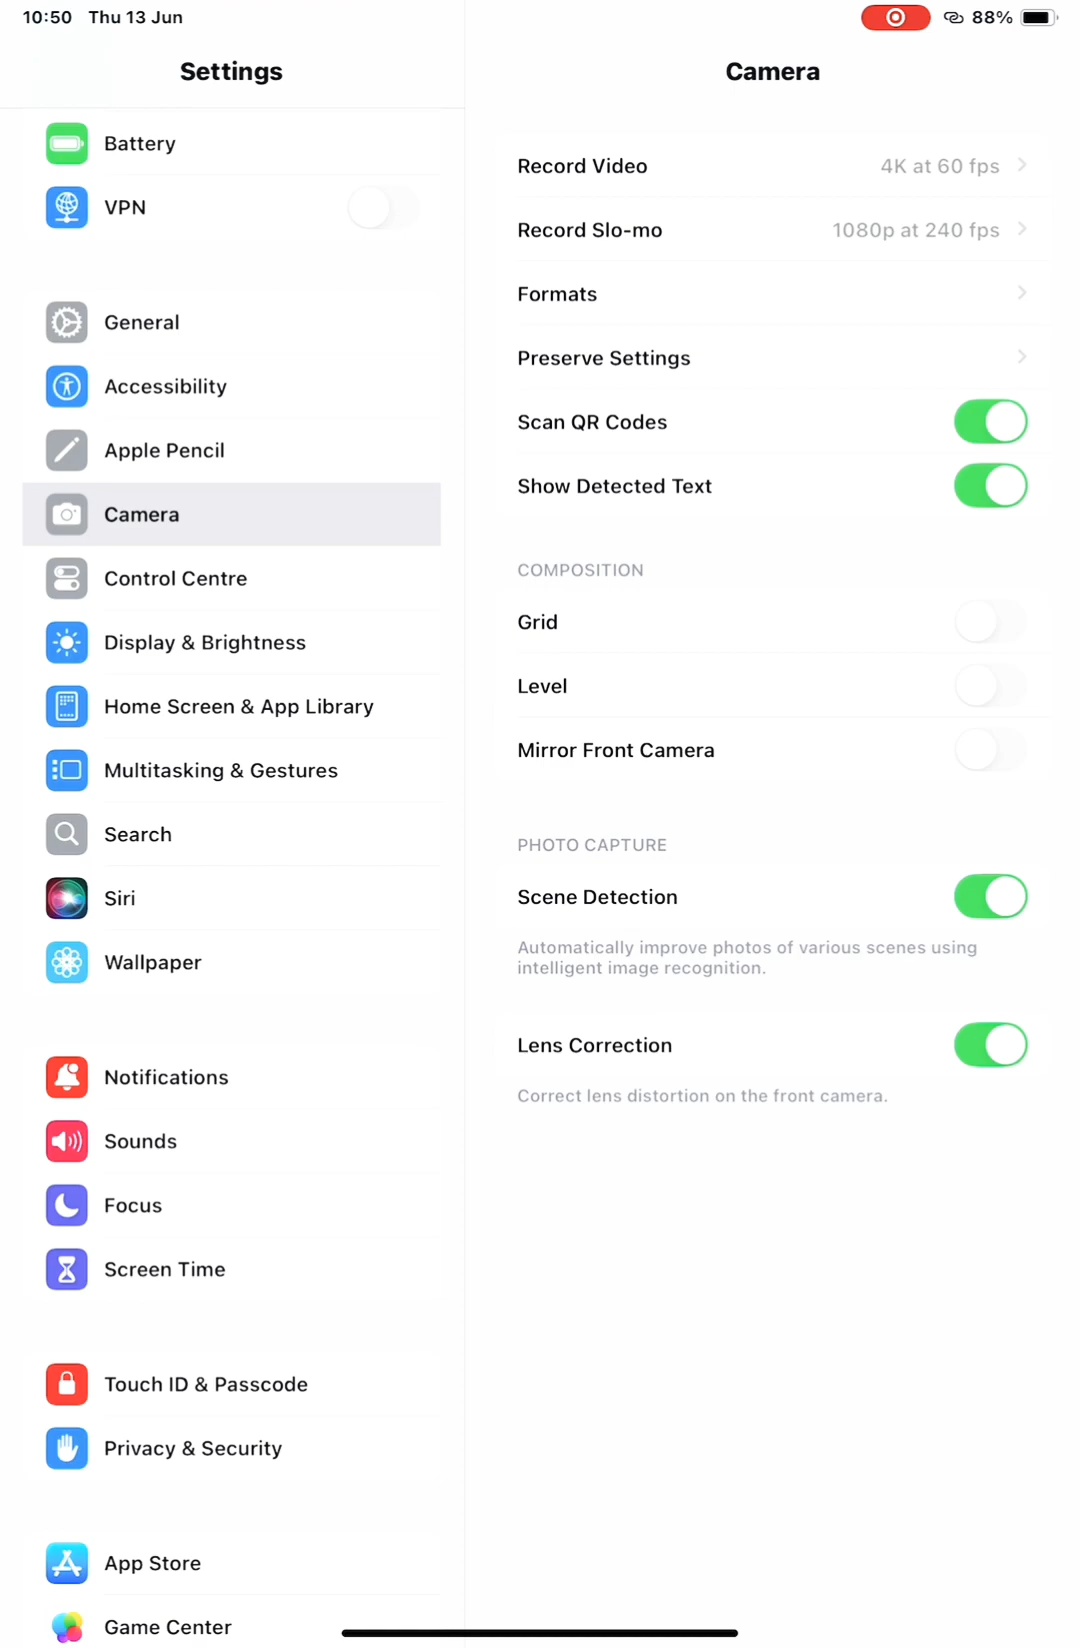 10:50 Thu 13 Jun
88%
Settings
Battery
VPN
General
Accessibility
Apple Pencil
Camera
Control Centre
Display & Brightness
Home Screen & App Library
Multitasking & Gestures
Search
Siri
Wallpaper
Notifications
Sounds
Focus
Screen Time
Touch ID & Passcode
Privacy & Security
App Store
Game Center
Camera
Record Video 4K at 60 fps
Record Slo-mo 1080p at 240 fps
Formats
Preserve Settings
Scan QR Codes
Show Detected Text
COMPOSITION
Grid
Level
Mirror Front Camera
PHOTO CAPTURE
Scene Detection
Automatically improve photos of various scenes using
intelligent image recognition.
Lens Correction
Correct lens distortion on the front camera.